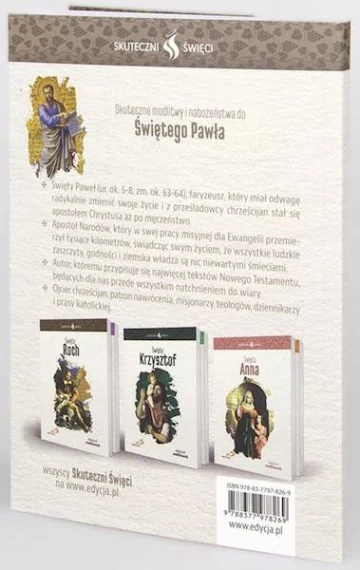 SKUTECZNI ŚWIĘCI
Skuteczne modlitwy i nabożeństwa do
Świętego Pawła
Święty Paweł (ur. ok. 5-8, zm. ok. 63-64), faryzeusz, który miał odwagę
radykalnie zmienić swoje życie i z prześladowcy chrześcijan stał się
apostołem Chrystusa aż po męczeństwo.
Apostoł Narodów, który w swej pracy misyjnej dla Ewangelii przemie-
rzył tysiące kilometrów, świadcząc swym życiem, że wszystkie ludzkie
zaszczyty, godności i ziemska władza są nic niewartymi śmieciami.
Autor, któremu przypisuje się najwięcej tekstów Nowego Testamentu,
będących dla nas przede wszystkim natchnieniem do wiary.
Ojciec chrześcijan, patron nawrócenia, misjonarzy, teologów, dziennikarzy
i prasy katolickiej.
Święty
Roch
Święty
Krzysztof
Święta
Anna
wszyscy Skuteczni Święci
na www.edycja.pl
ISBN 978-83-7797-826-9
9 788377 978269
www.edycja.pl